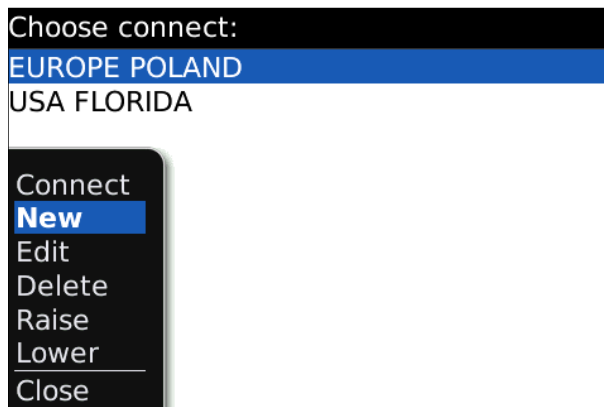 Choose connect:
EUROPE POLAND
USA FLORIDA
Connect
New
Edit
Delete
Raise
Lower
Close